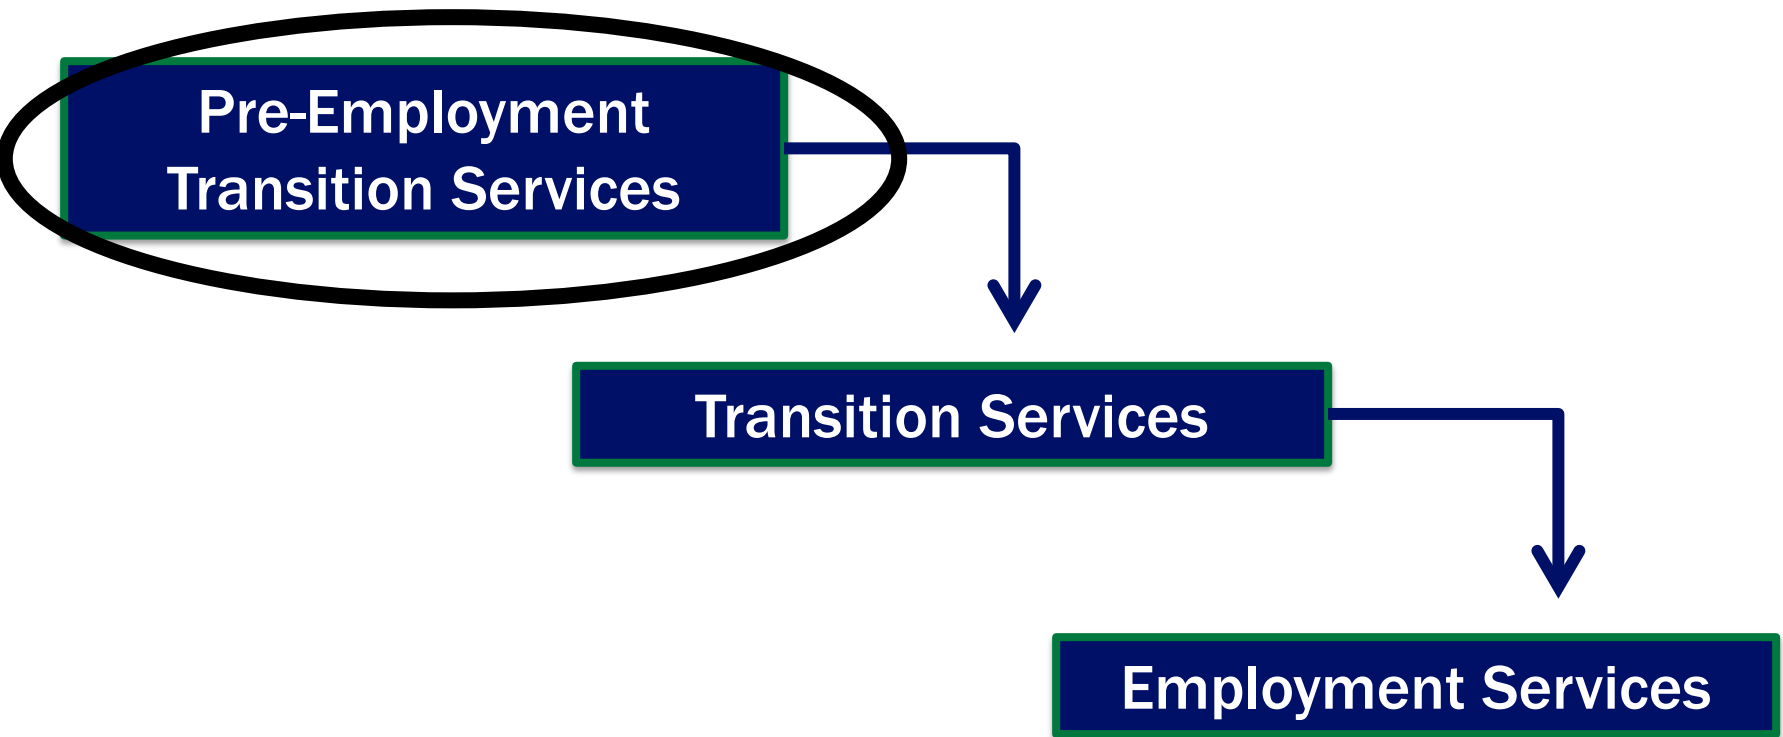 Pre-Employment
Transition Services
Transition Services
Employment Services